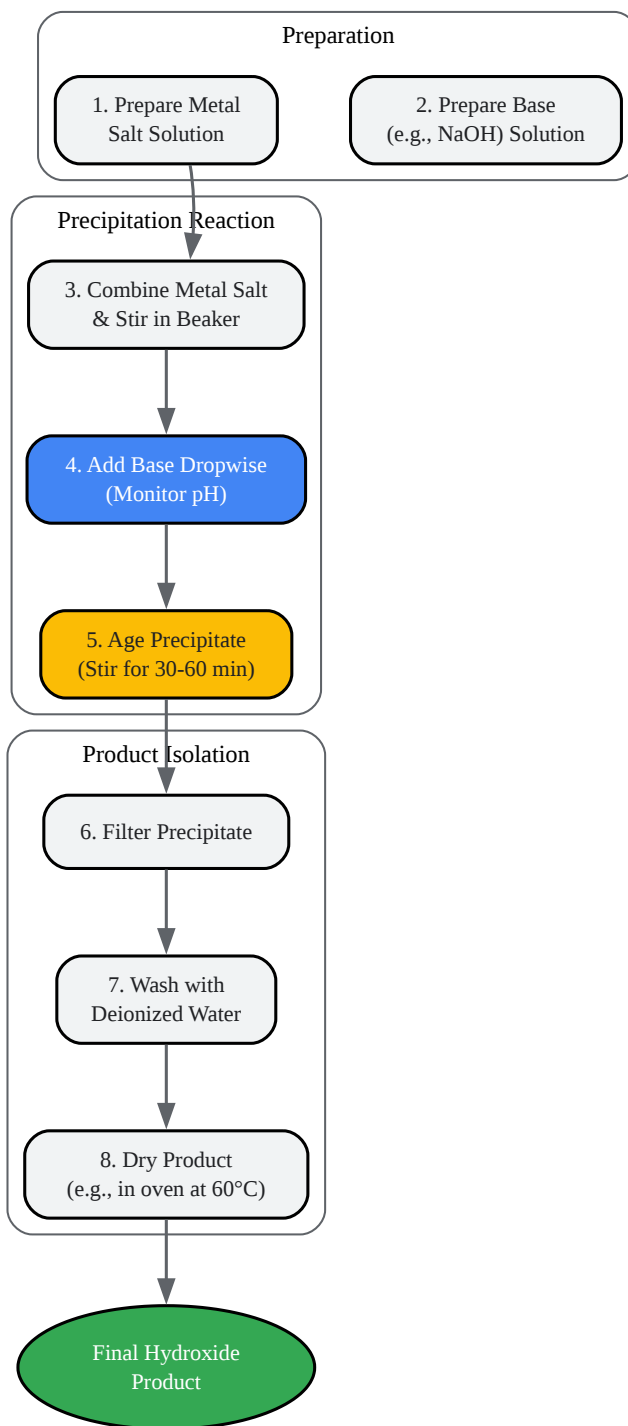 Preparation
1. Prepare Metal
Salt Solution
2. Prepare Base
(e.g., NaOH) Solution
Precipitation Reaction
3. Combine Metal Salt
& Stir in Beaker
4. Add Base Dropwise
(Monitor pH)
5. Age Precipitate
(Stir for 30-60 min)
Product Isolation
6. Filter Precipitate
7. Wash with
Deionized Water
8. Dry Product
(e.g., in oven at 60°C)
Final Hydroxide
Product